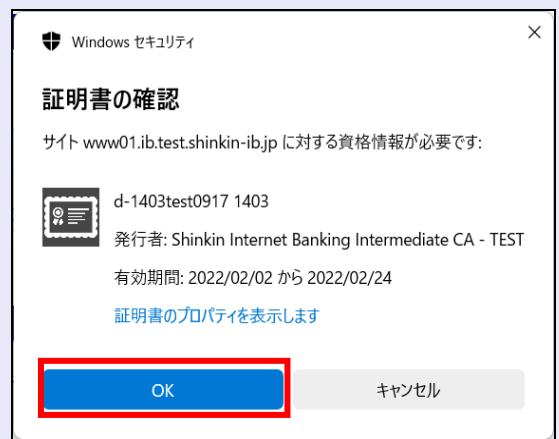 Windows セキュリティ
証明書の確認
サイト www01.ib.test.shinkin-ib.jp に対する資格情報が必要です:
d-1403test0917 1403
発行者: Shinkin Internet Banking Intermediate CA - TEST
有効期間: 2022/02/02 から 2022/02/24
証明書のプロパティを表示します
OK
キャンセル